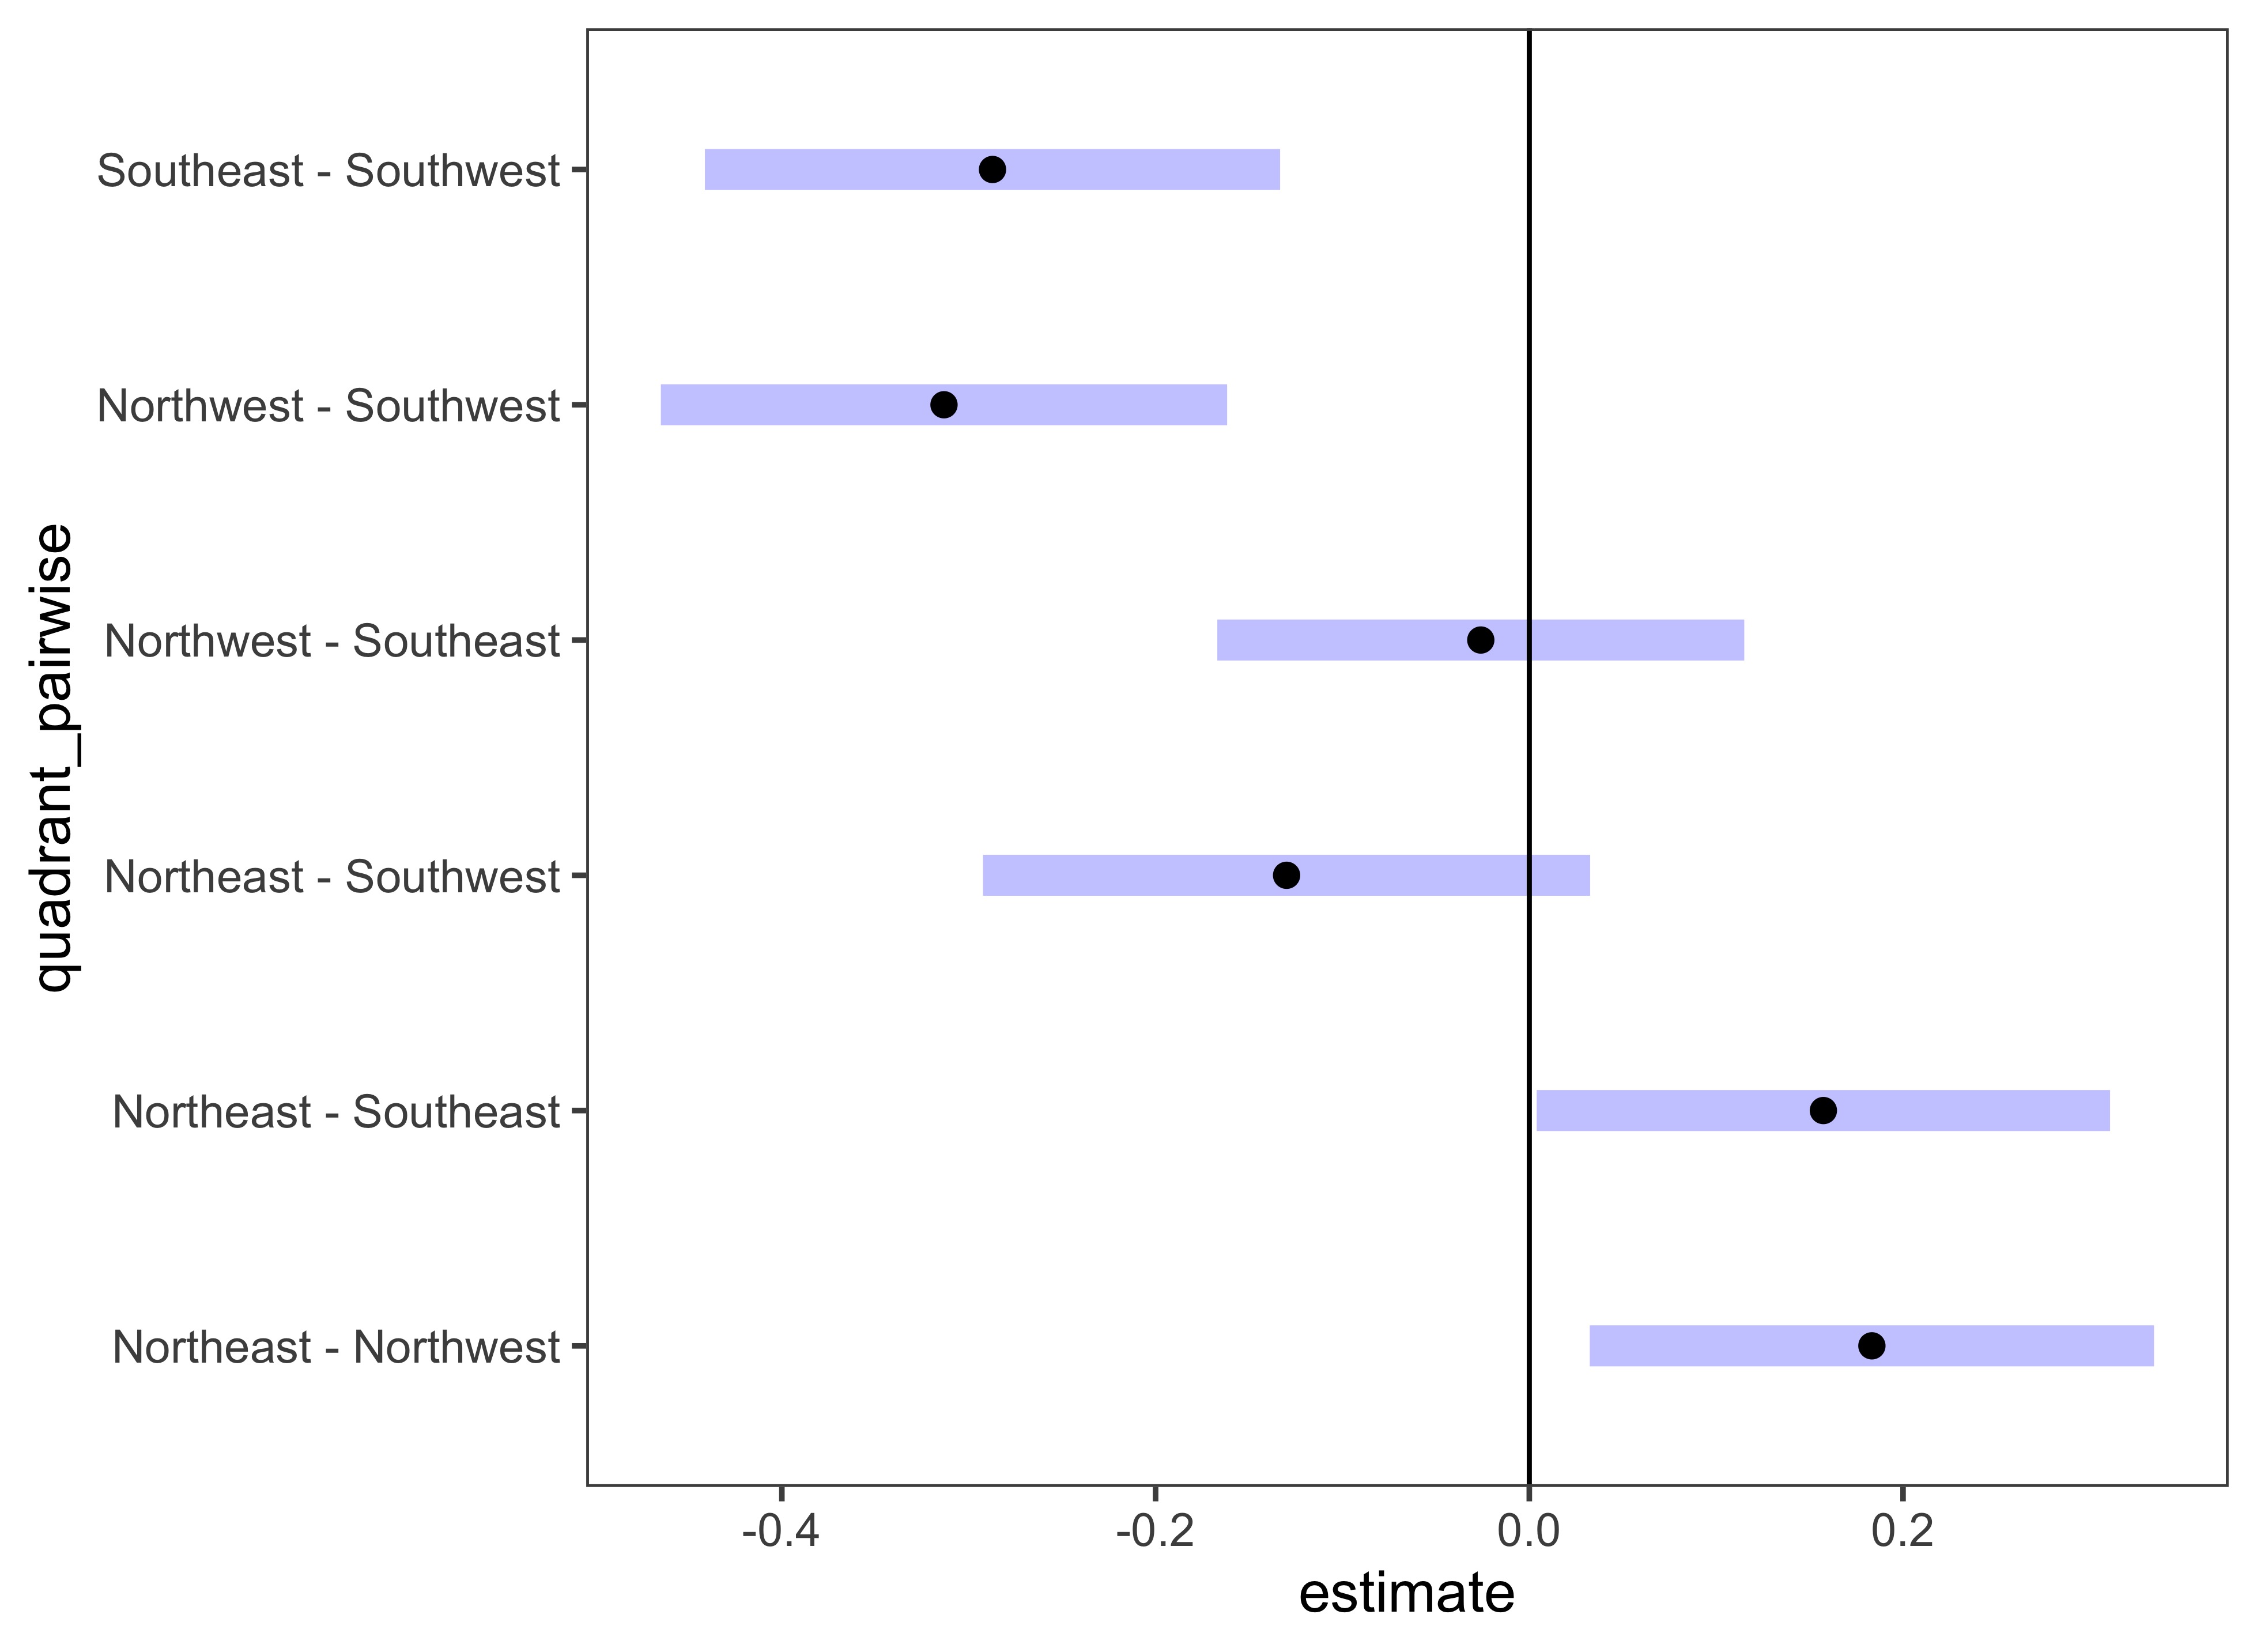 Southeast - Southwest
Northwest - Southwest
Northwest - Southeast
Northeast - Southwest
Northeast - Southeast
Northeast - Northwest
quadrant_pairwise
-0.4
-0.2
0.0
0.2
estimate